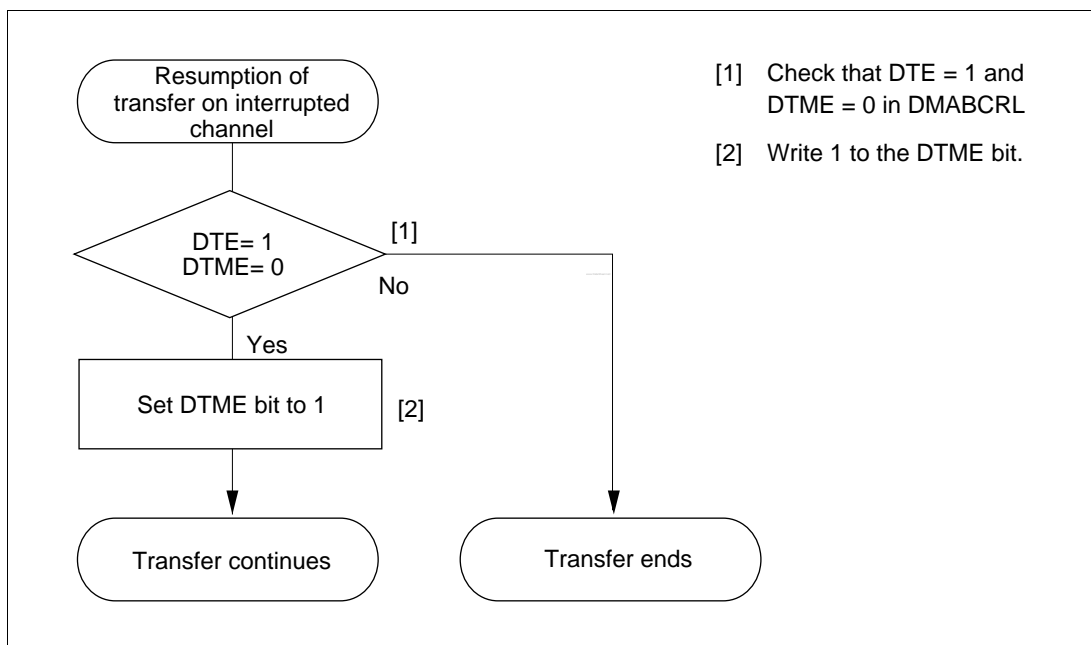 Resumption of
transfer on interrupted
channel
[1] Check that DTE = 1 and
DTME = 0 in DMABCRL
[2] Write 1 to the DTME bit.
DTE= 1
DTME= 0
[1]
No
Yes
Set DTME bit to 1
[2]
Transfer continues
Transfer ends